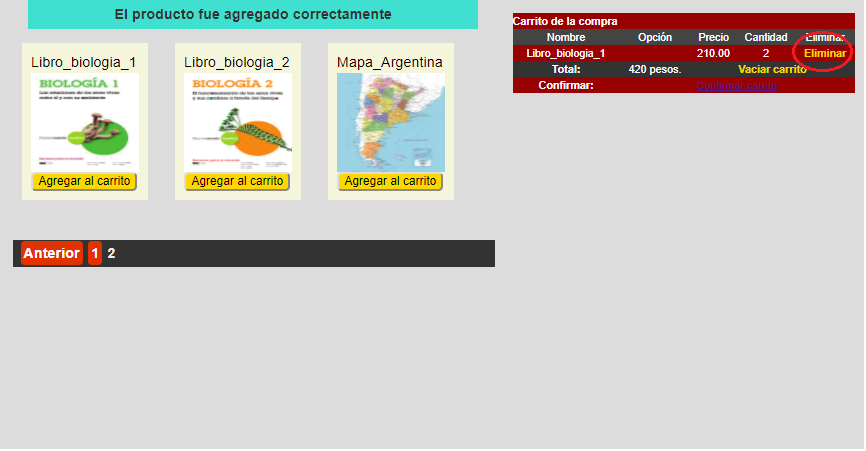 El producto fue agregado correctamente
Libro_biologia_1
Libro_biologia_2
Mapa_Argentina
BIOLOGÍA 1
BIOLOGÍA 2
Agregar al carrito
Agregar al carrito
Agregar al carrito
Anterior 1 2
Carrito de la compra
Nombre Opción Precio Cantidad Eliminar
Libro_biologia_1 210.00 2 Eliminar
Total: 420 pesos. Vaciar carrito
Confirmar: Confirmar carrito